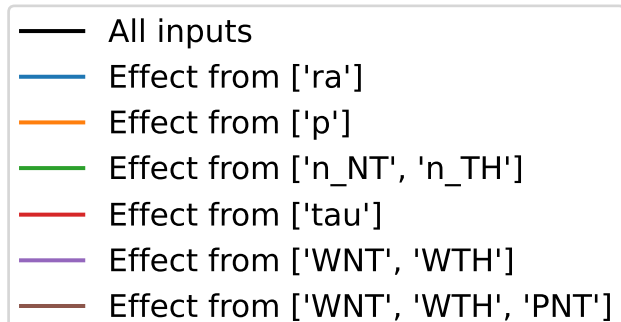 All inputs
Effect from ['ra']
Effect from ['p']
Effect from ['n_NT', 'n_TH']
Effect from ['tau']
Effect from ['WNT', 'WTH']
Effect from ['WNT', 'WTH', 'PNT']